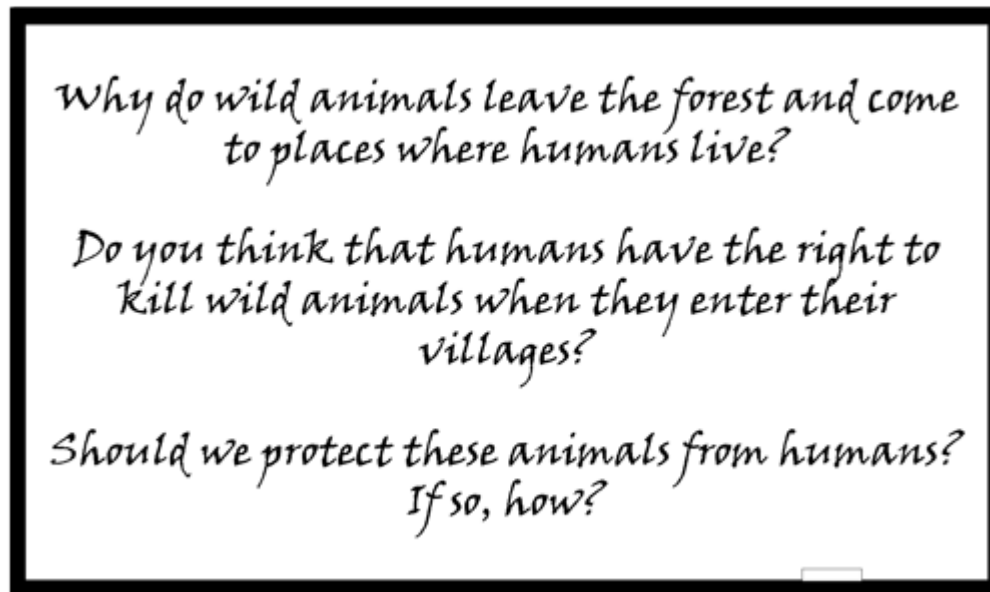 Why do wild animals leave the forest and come
to places where humans live?
Do you think that humans have the right to
kill wild animals when they enter their
villages?
Should we protect these animals from humans?
If so, how?